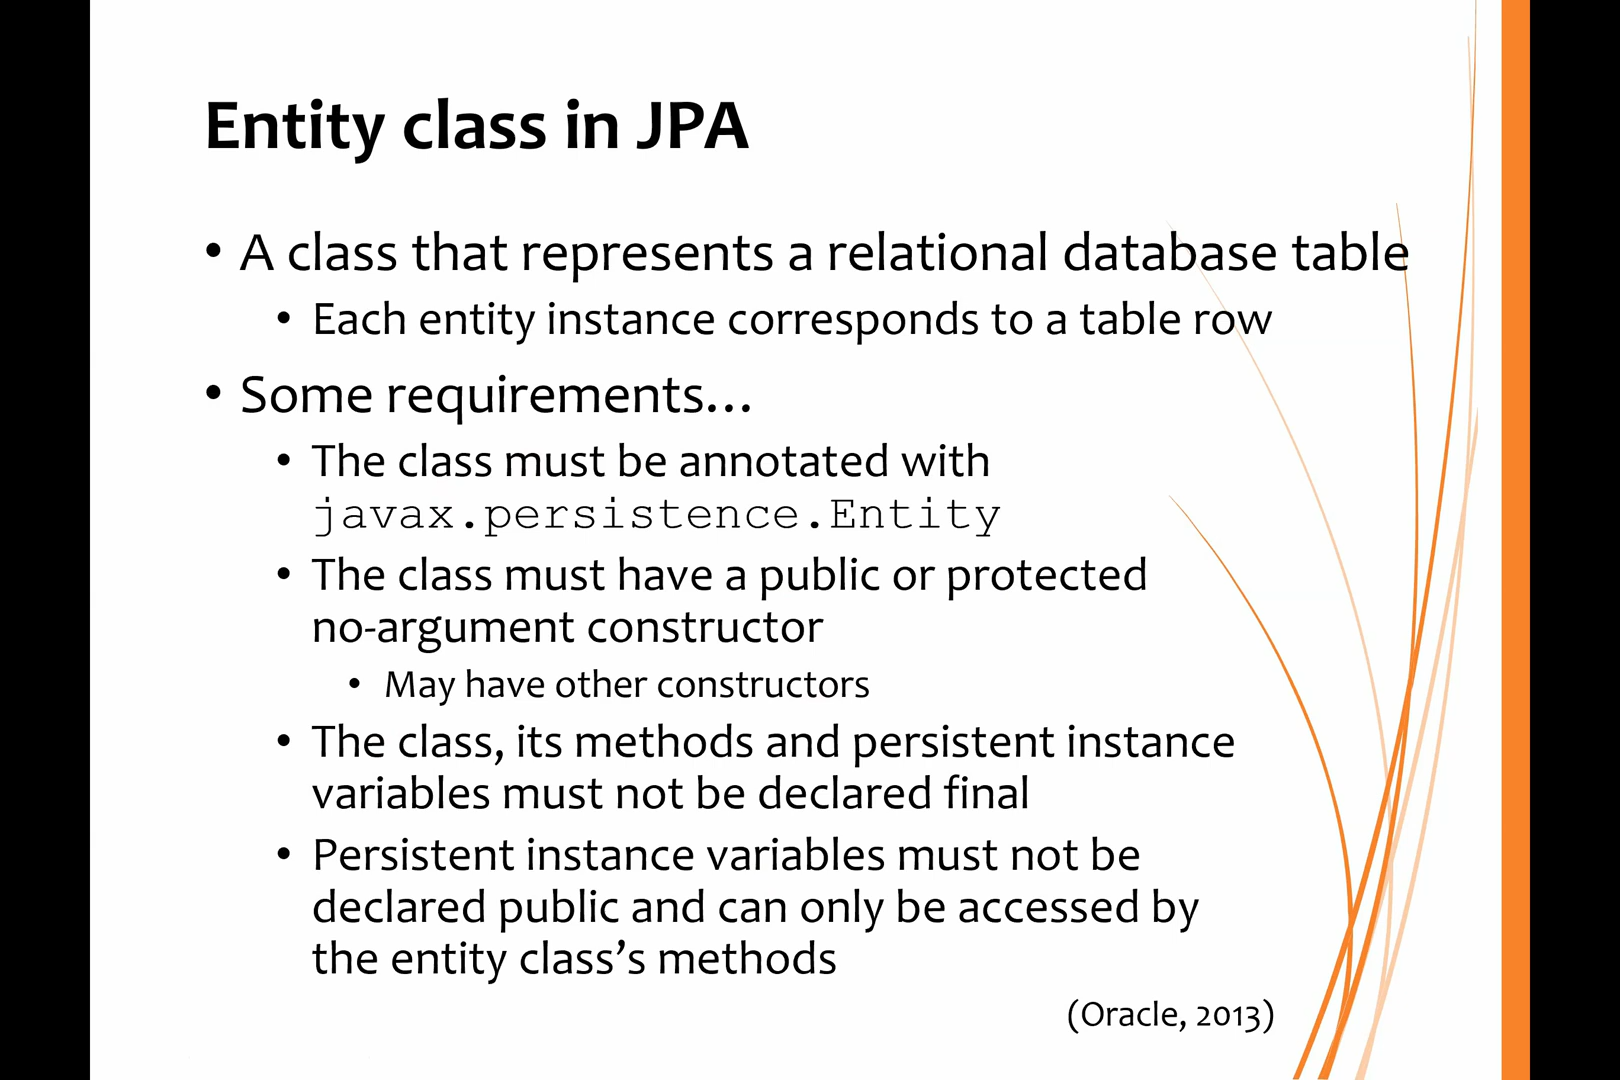 Entity class in JPA
• A class that represents a relational database table
• Each entity instance corresponds to a table row
• Some requirements…
• The class must be annotated with
javax.persistence.Entity
• The class must have a public or protected
no-argument constructor
• May have other constructors
• The class, its methods and persistent instance
variables must not be declared final
• Persistent instance variables must not be
declared public and can only be accessed by
the entity class’s methods
(Oracle, 2013)